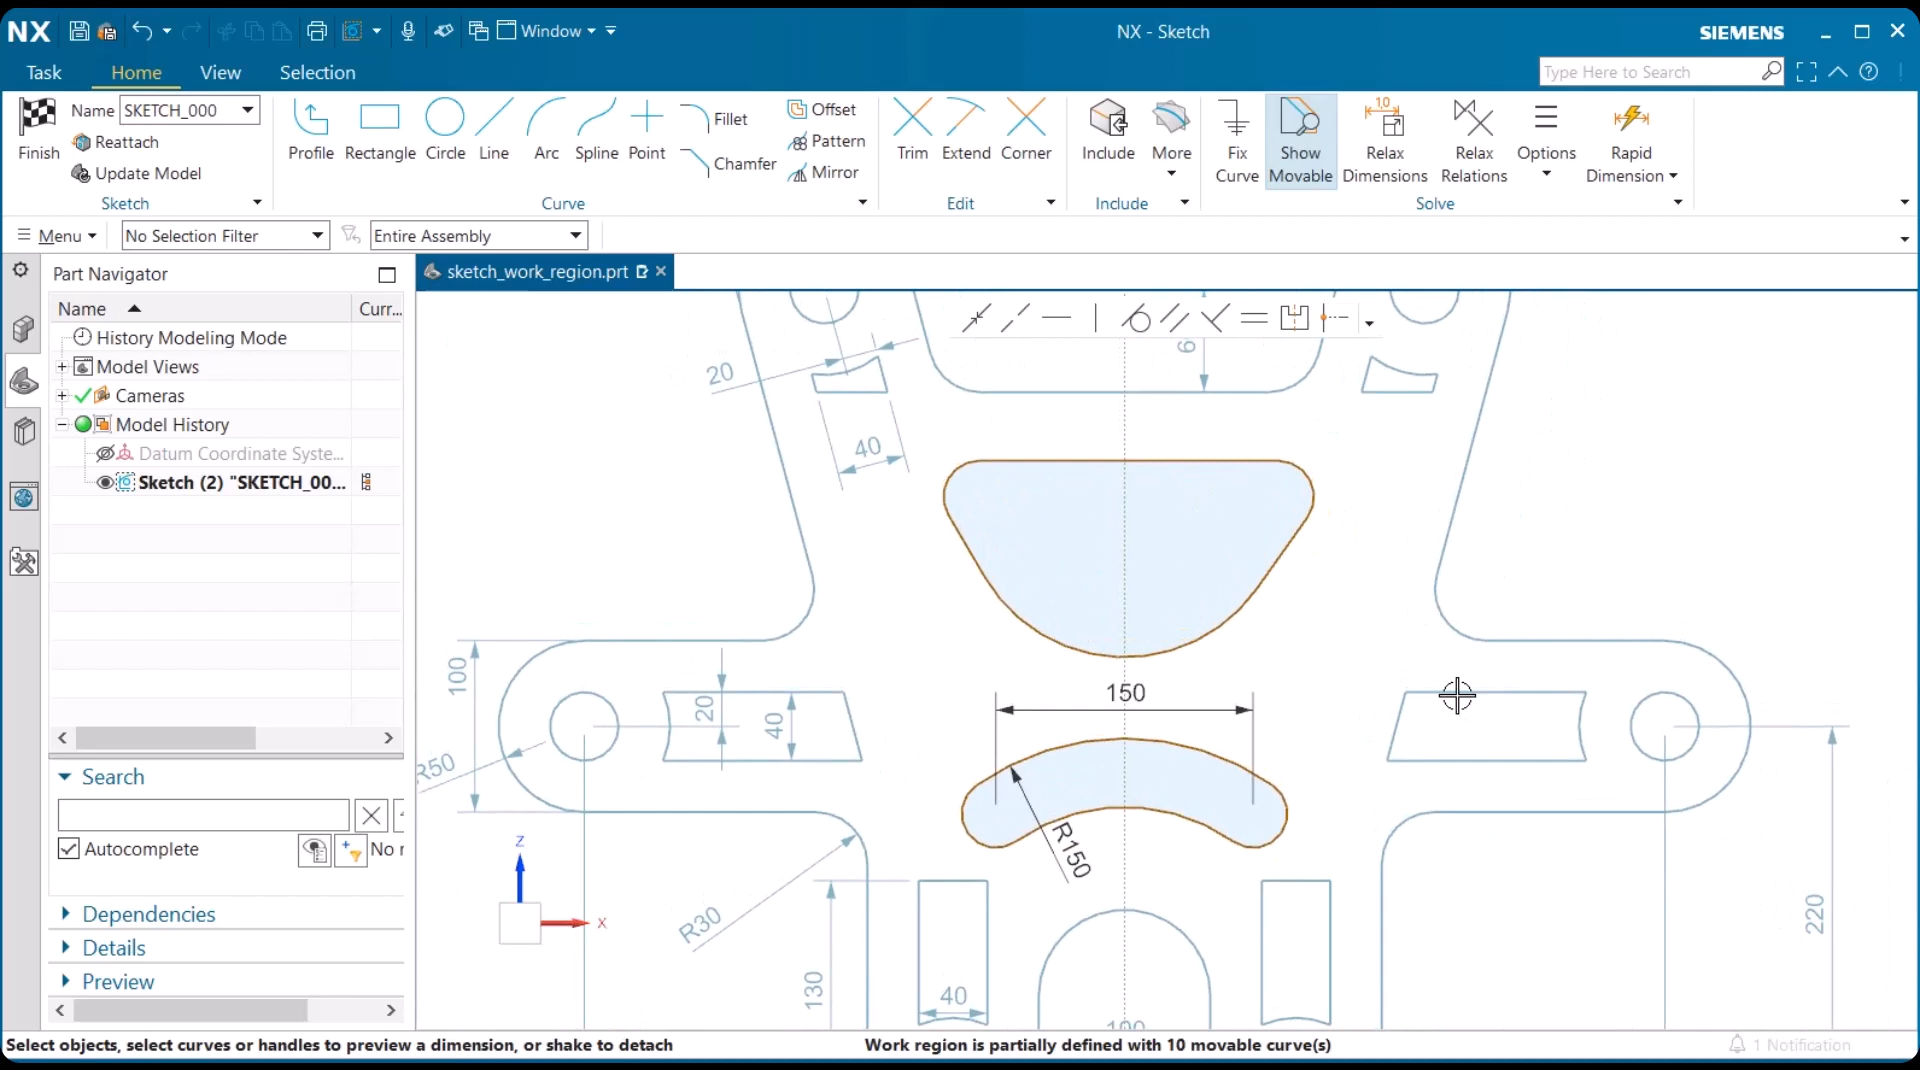 NX
Window
NX - Sketch
SIEMENS
Task
Home
View
Selection
Type Here to Search
Finish
Name
SKETCH_000
Reattach
Update Model
Sketch
Profile
Rectangle
Circle
Line
Arc
Spline
Point
Fillet
Chamfer
Offset
Pattern
Mirror
Curve
Trim
Extend
Corner
Edit
Include
More
Include
Fix Curve
Show Movable
Relax Dimensions
Relax Relations
Options
Rapid Dimension
1,0
Solve
Menu
No Selection Filter
Entire Assembly
Part Navigator
sketch_work_region.prt
Name
Curr...
History Modeling Mode
Model Views
Cameras
Model History
Datum Coordinate Syste...
Sketch (2) "SKETCH_00...
Search
Autocomplete
No r
Dependencies
Details
Preview
20
40
6
100
20
40
R50
150
R150
R30
130
40
220
Z
X
Select objects, select curves or handles to preview a dimension, or shake to detach
Work region is partially defined with 10 movable curve(s)
1 Notification